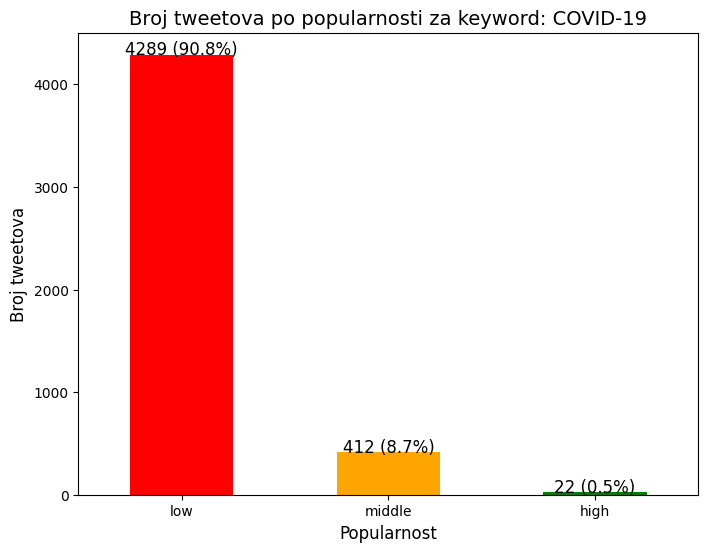 Broj tweetova po popularnosti za keyword: COVID-19
4289 (90.8%)
412 (8.7%)
22 (0.5%)
4000
3000
2000
1000
0
Broj tweetova
low
middle
high
Popularnost